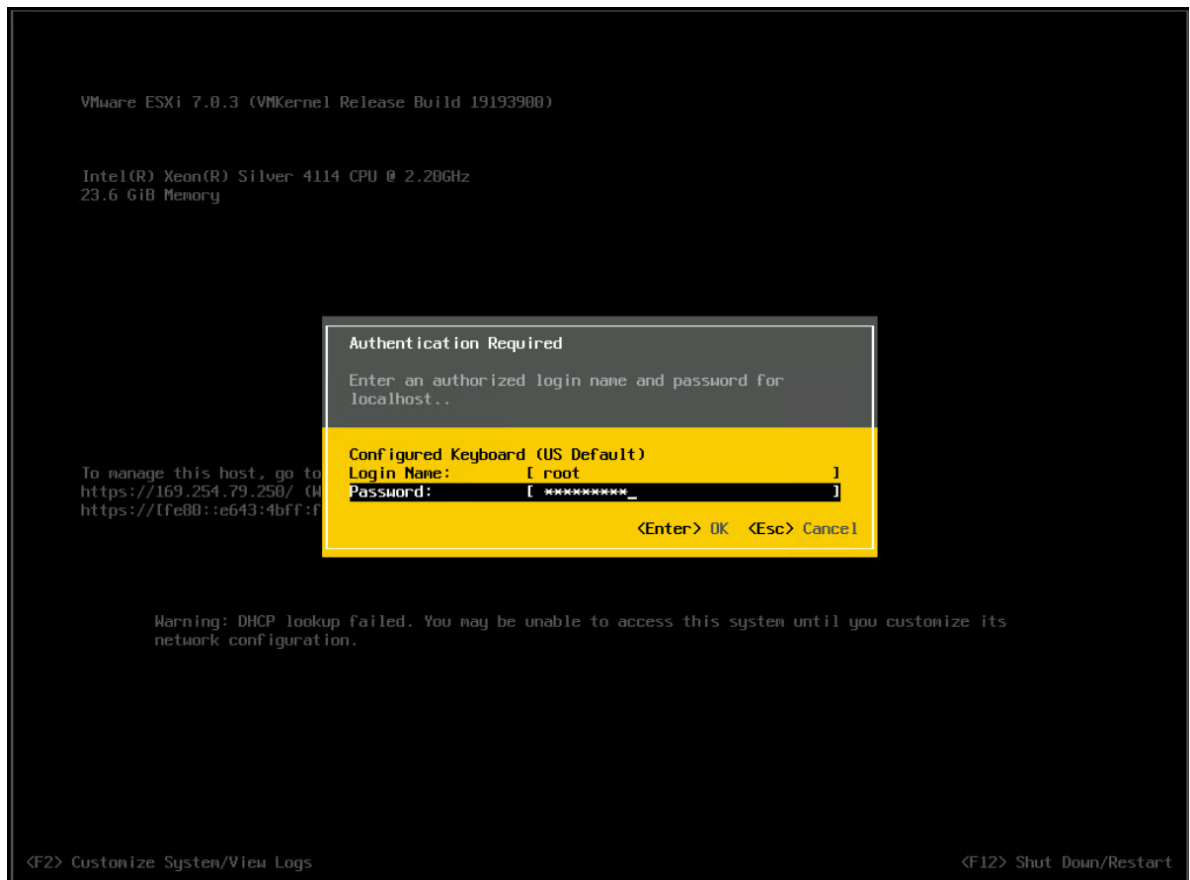 VMware ESXi 7.0.3 (VMKernel Release Build 19193900)
Intel(R) Xeon(R) Silver 4114 CPU @ 2.20GHz
23.6 GiB Memory
Authentication Required
Enter an authorized login name and password for
localhost..
Configured Keyboard (US Default)
Login Name: [ root ]
Password: [ *********_ ]
<Enter> OK <Esc> Cancel
To manage this host, go to
https://169.254.79.250/ (W
https://[fe80::e643:4bff:f
Warning: DHCP lookup failed. You may be unable to access this system until you customize its
network configuration.
<F2> Customize System/View Logs
<F12> Shut Down/Restart